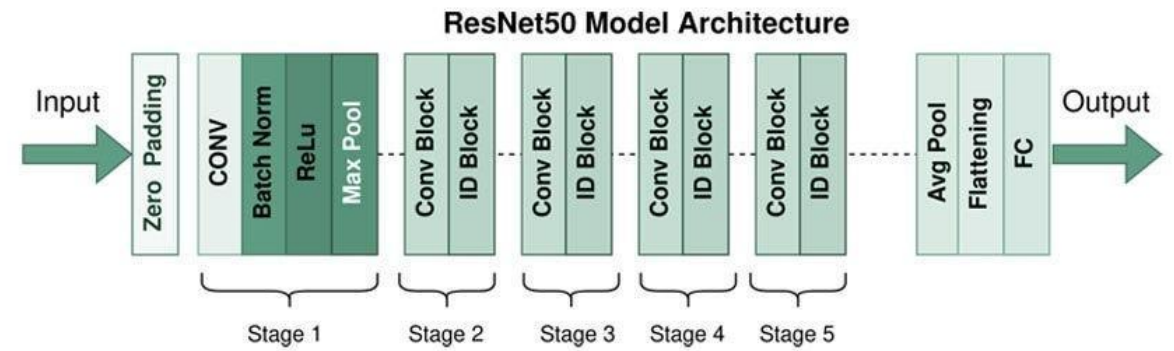 ResNet50 Model Architecture
Input
Zero Padding
CONV
Batch Norm
ReLu
Max Pool
Conv Block
ID Block
Conv Block
ID Block
Conv Block
ID Block
Conv Block
ID Block
Avg Pool
Flattening
FC
Output
Stage 1
Stage 2
Stage 3
Stage 4
Stage 5